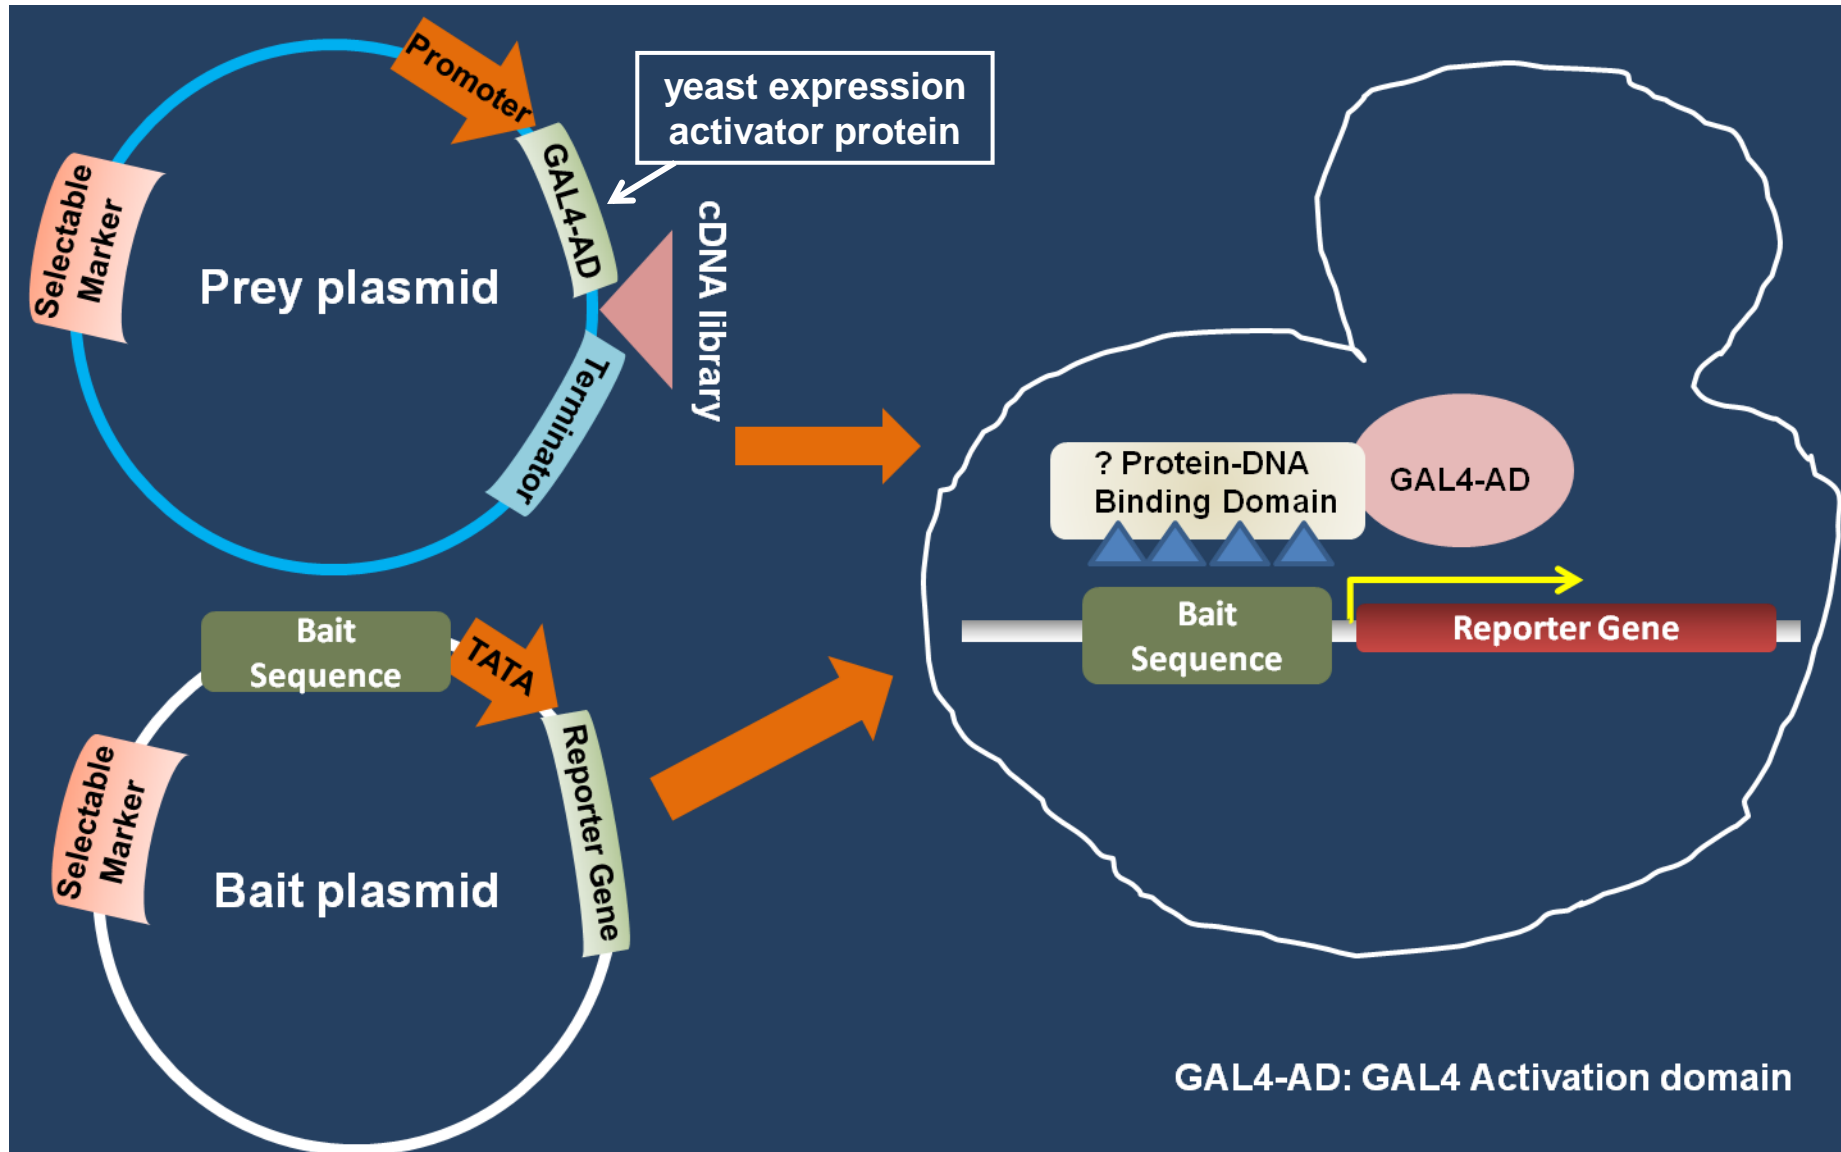 Promoter
yeast expression
activator protein
GAL4-AD
Selectable
Marker
Prey plasmid
cDNA library
Terminator
? Protein-DNA
Binding Domain
GAL4-AD
Bait
Sequence
TATA
Reporter Gene
Selectable
Marker
Bait plasmid
Bait
Sequence
Reporter Gene
GAL4-AD: GAL4 Activation domain